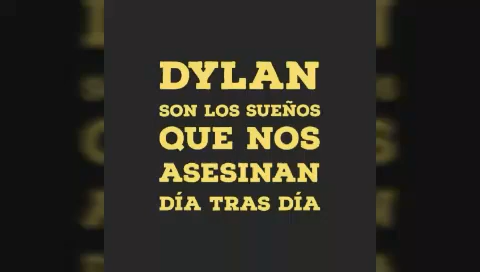 DYLAN
SON LOS SUEÑOS
QUE NOS
ASESINAN
DÍA TRAS DÍA